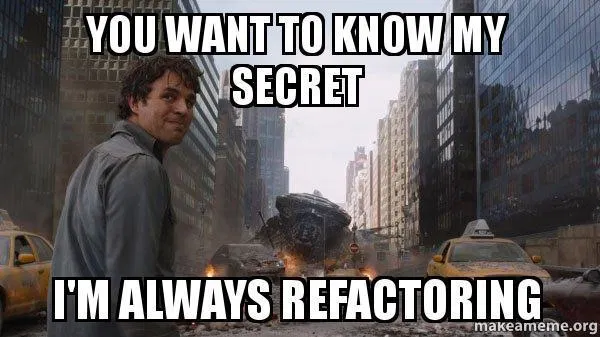 YOU WANT TO KNOW MY
SECRET
I'M ALWAYS REFACTORING
makeameme.org